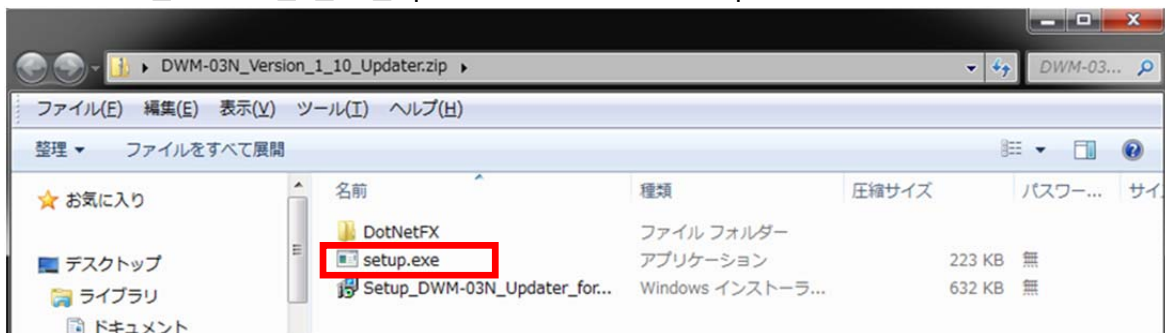 DWM-03N_Version_1_10_Updater.zip
DWM-03...
ファイル(F) 編集(E) 表示(V) ツール(T) ヘルプ(H)
整理 ファイルをすべて展開
お気に入り
デスクトップ
ライブラリ
ドキュメント
名前 種類 圧縮サイズ パスワー... サイ
DotNetFX ファイル フォルダー
setup.exe アプリケーション 223 KB 無
Setup_DWM-03N_Updater_for... Windows インストーラ... 632 KB 無